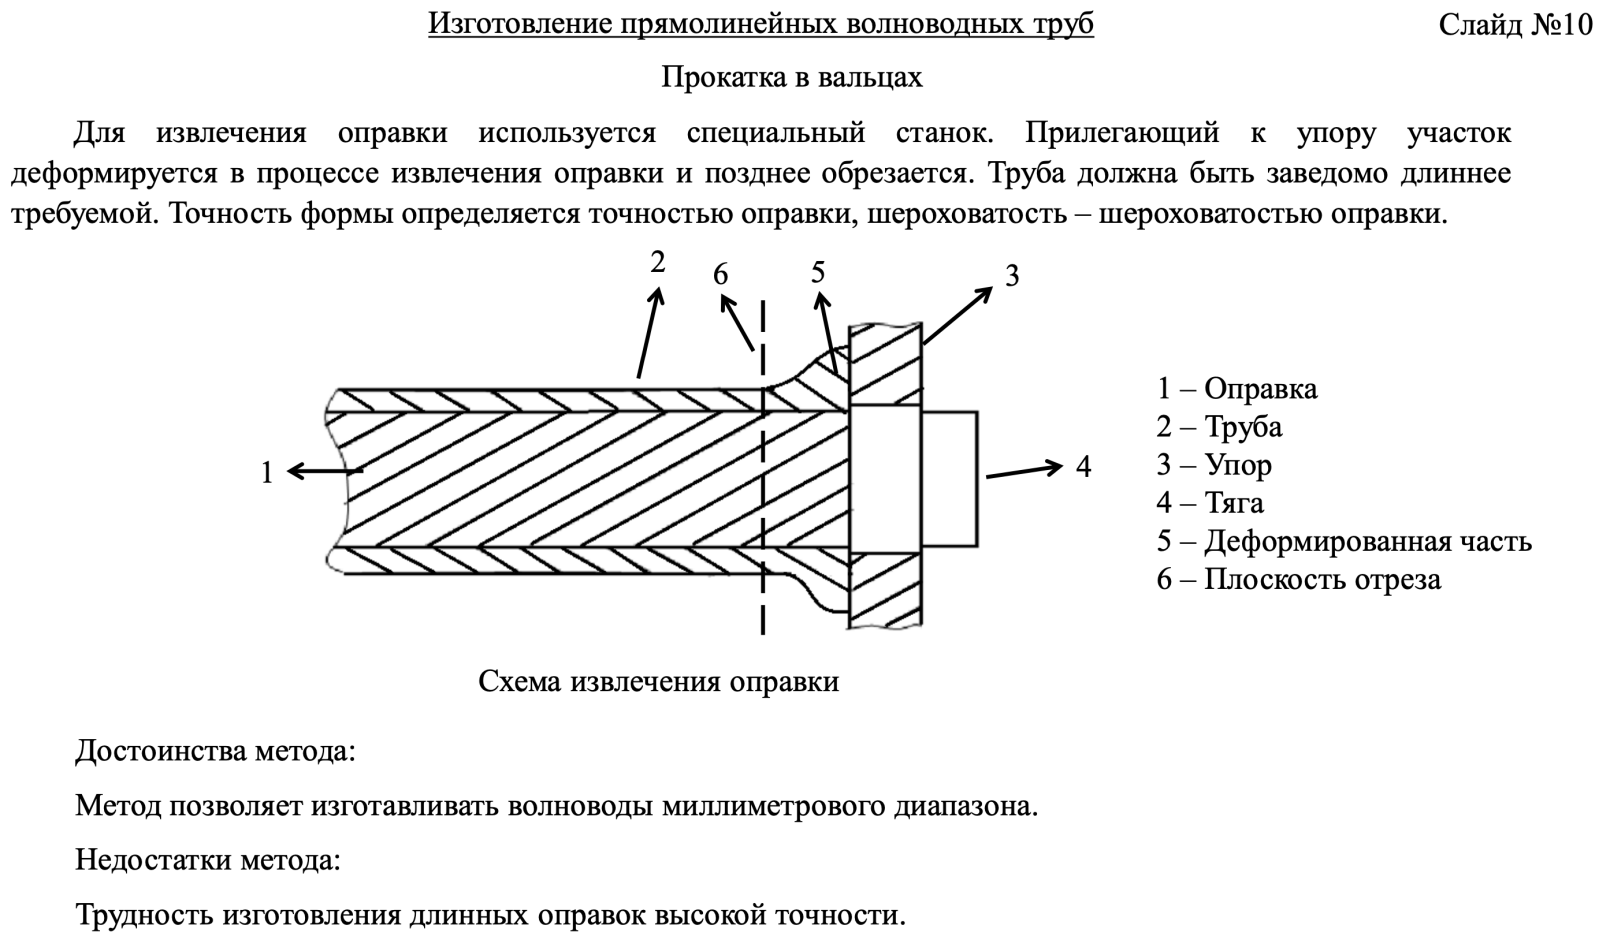 Изготовление прямолинейных волноводных труб
Слайд №10
Прокатка в вальцах
Для извлечения оправки используется специальный станок. Прилегающий к упору участок
деформируется в процессе извлечения оправки и позднее обрезается. Труба должна быть заведомо длиннее
требуемой. Точность формы определяется точностью оправки, шероховатость – шероховатостью оправки.
2
6
5
3
1
4
1 – Оправка
2 – Труба
3 – Упор
4 – Тяга
5 – Деформированная часть
6 – Плоскость отреза
Схема извлечения оправки
Достоинства метода:
Метод позволяет изготавливать волноводы миллиметрового диапазона.
Недостатки метода:
Трудность изготовления длинных оправок высокой точности.